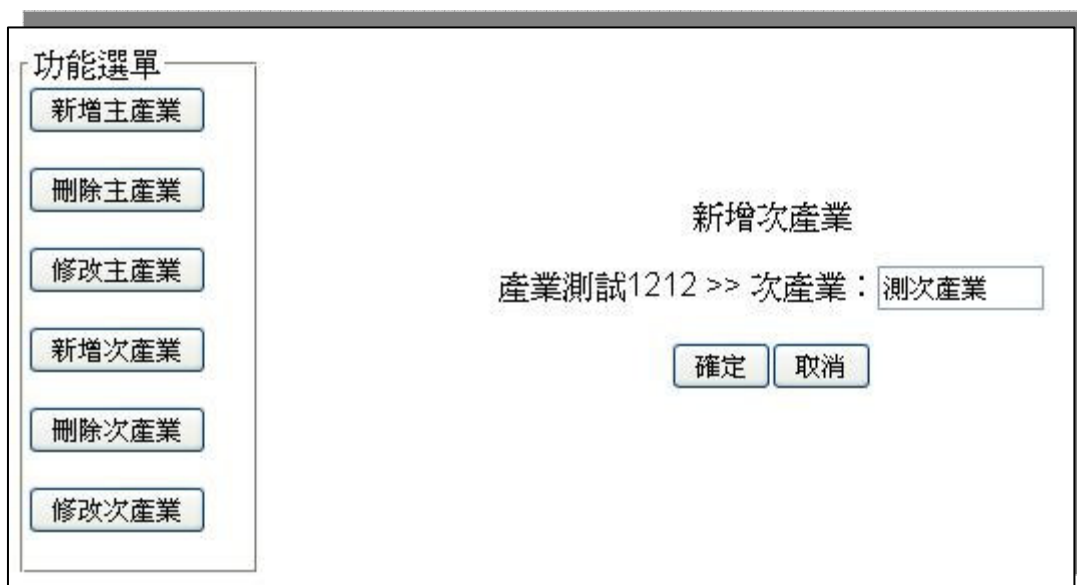 功能選單
新增主產業
刪除主產業
修改主產業
新增次產業
刪除次產業
修改次產業
新增次產業
產業測試1212 >> 次產業：測次產業
確定 取消